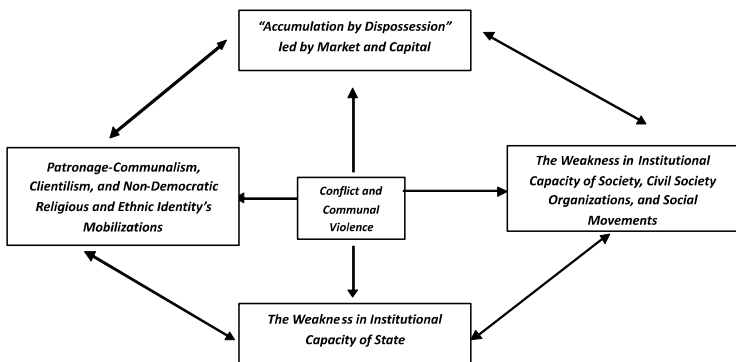 “Accumulation by Dispossession”
led by Market and Capital
Patronage-Communalism,
Clientilism, and Non-Democratic
Religious and Ethnic Identity’s
Mobilizations
Conflict and
Communal
Violence
The Weakness in Institutional
Capacity of Society, Civil Society
Organizations, and Social
Movements
The Weakness in Institutional
Capacity of State